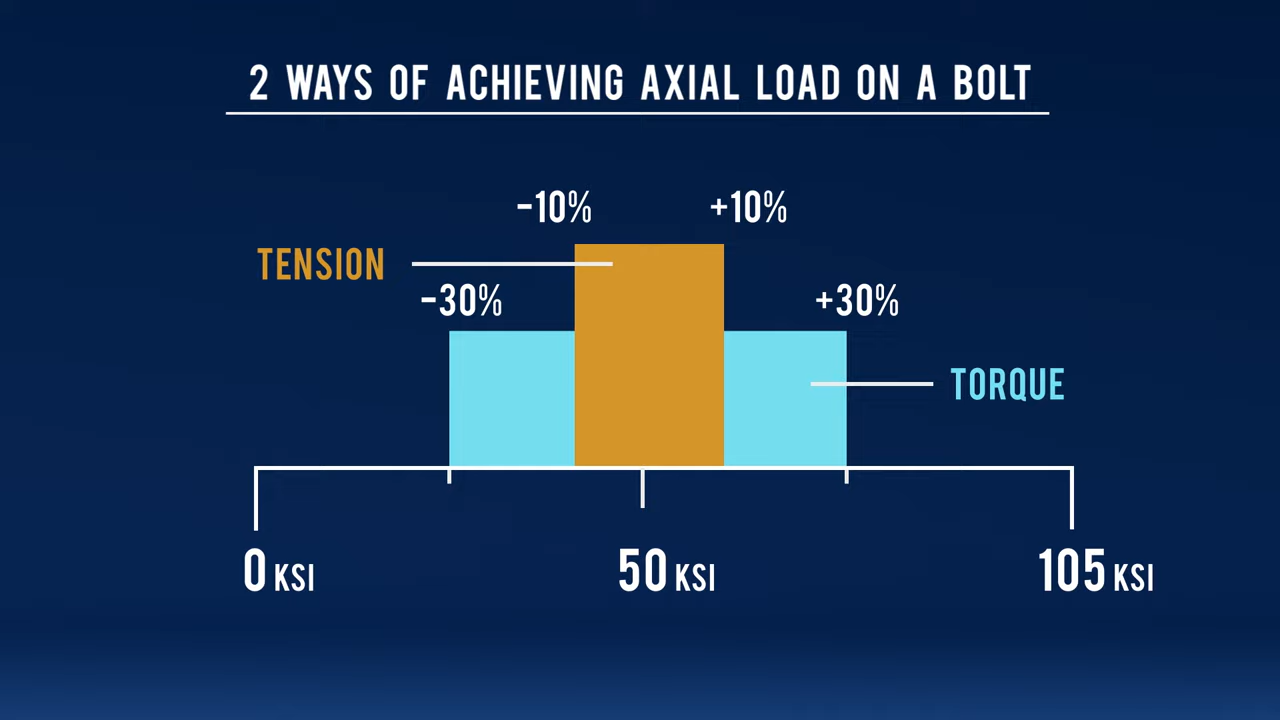 2 WAYS OF ACHIEVING AXIAL LOAD ON A BOLT
-10% +10%
TENSION
-30% +30%
TORQUE
0 KSI 50 KSI 105 KSI